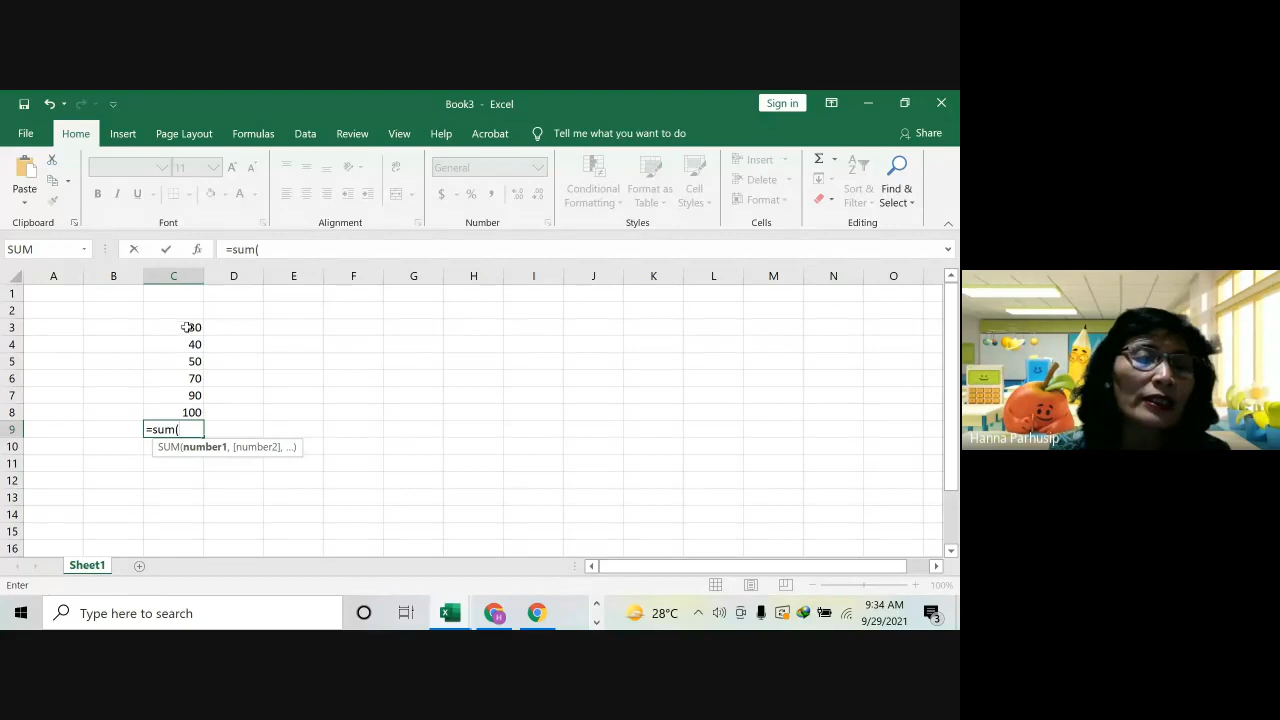 Book3 - Excel
Sign in
File Home Insert Page Layout Formulas Data Review View Help Acrobat Tell me what you want to do Share
Paste
Clipboard
11
B I U A
Font
Alignment
General
$ % ,
Number
Conditional Formatting
Format as Table
Cell Styles
Styles
Insert
Delete
Format
Cells
Σ
Sort & Filter
Find & Select
Editing
SUM fx =sum(
A B C D E F G H I J K L M N O
1
2
3
4 40
5 50
6 70
7 90
8 100
9 =sum(
10 SUM(number1, [number2], ...)
11
12
13
14
15
16
Sheet1
Enter 100%
Type here to search
28°C
9:34 AM
9/29/2021
3
Hanna Parhusip